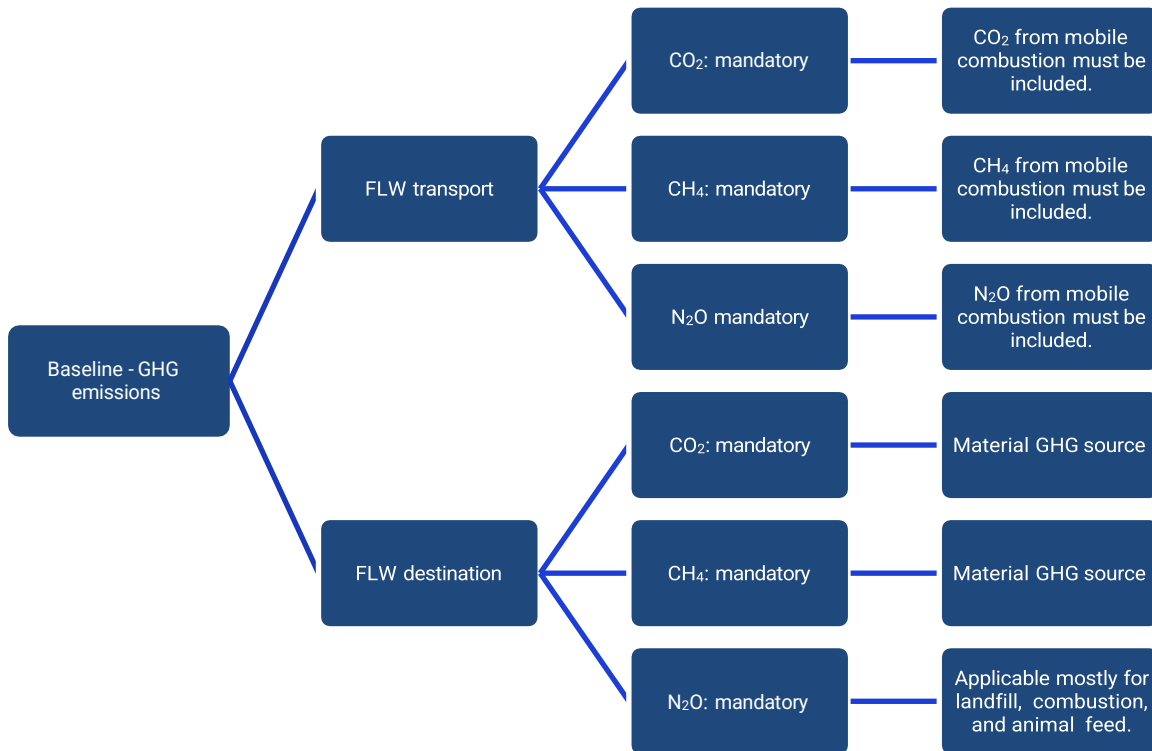 Baseline - GHG
emissions
FLW transport
CO₂: mandatory
CO₂ from mobile
combustion must be
included.
CH₄: mandatory
CH₄ from mobile
combustion must be
included.
N₂O mandatory
N₂O from mobile
combustion must be
included.
FLW destination
CO₂: mandatory
Material GHG source
CH₄: mandatory
Material GHG source
N₂O: mandatory
Applicable mostly for
landfill, combustion,
and animal feed.